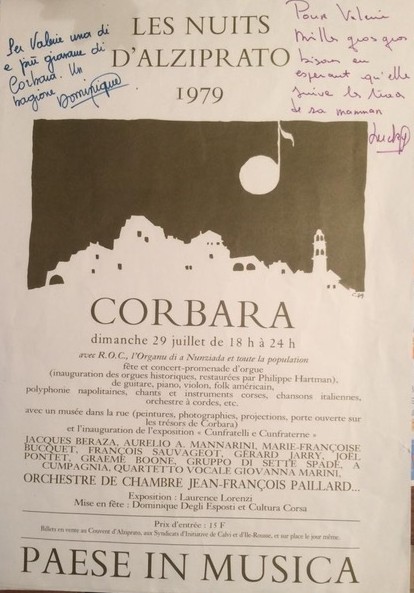 LES NUITS
D'ALZIPRATO
1979
Per Valerie una di
e più giovane di
Corbara. Un
bagione.
Dominique
Pour Valerie
Milles gros gros
bisous en
esperant qu'elle
suive les
de sa maman
CORBARA
dimanche 29 juillet de 18 h à 24 h
avec R.O.C., l'Organu di a Nunziada et toute la population
fête et concert-promenade d'orgue
(inauguration des orgues historiques, restaurées par Philippe Hartman),
de guitare, piano, violon, folk américain,
polyphonie napolitaines, chants et instruments corses, chansons italiennes,
orchestre à cordes, etc.
avec un musée dans la rue (peintures, photographies, projections, porte ouverte sur
les trésors de Corbara)
et l'inauguration de l'exposition « Cunfratelli e Cunfraterne »
JACQUES BERAZA, AURELIO A. MANNARINI, MARIE-FRANÇOISE
BUCQUET, FRANÇOIS SAUVAGEOT, GÉRARD JARRY, JOËL
PONTET, GRAEME BOONE, GRUPPO DI SETTE SPADE, A
CUMPAGNIA, QUARTETTO VOCALE GIOVANNA MARINI,
ORCHESTRE DE CHAMBRE JEAN-FRANÇOIS PAILLARD...
Exposition : Laurence Lorenzi
Mise en fête : Dominique Degli Esposti et Cultura Corsa
Prix d'entrée : 15 F
Billets en vente au Couvent d'Alziprato, aux Syndicats d'Initiative de Calvi et d'Ile-Rousse, et sur place le jour même.
PAESE IN MUSICA